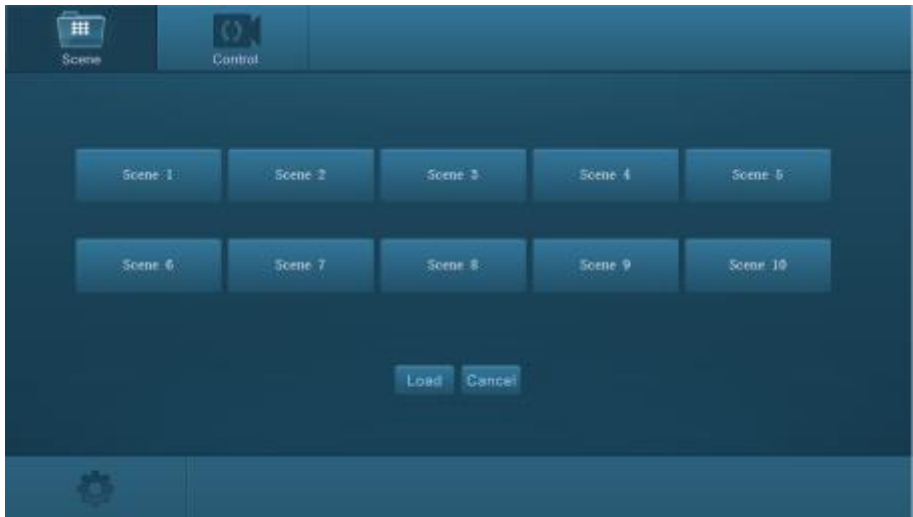 Scene
Control
Scene 1
Scene 2
Scene 3
Scene 4
Scene 5
Scene 6
Scene 7
Scene 8
Scene 9
Scene 10
Load
Cancel